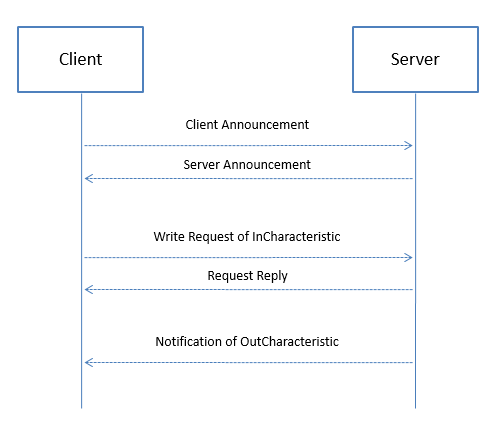 Client
Server
Client Announcement
Server Announcement
Write Request of InCharacteristic
Request Reply
Notification of OutCharacteristic